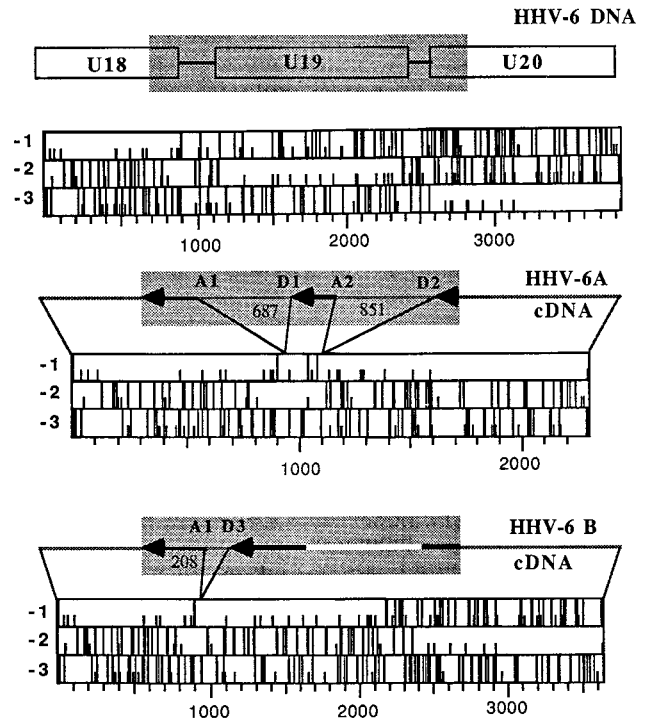 HHV-6 DNA
U18 U19 U20
-1
-2
-3
1000 2000 3000
A1 D1 A2 D2 HHV-6A
687 851 cDNA
-1
-2
-3
1000 2000
A1 D3 HHV-6 B
208 cDNA
-1
-2
-3
1000 2000 3000